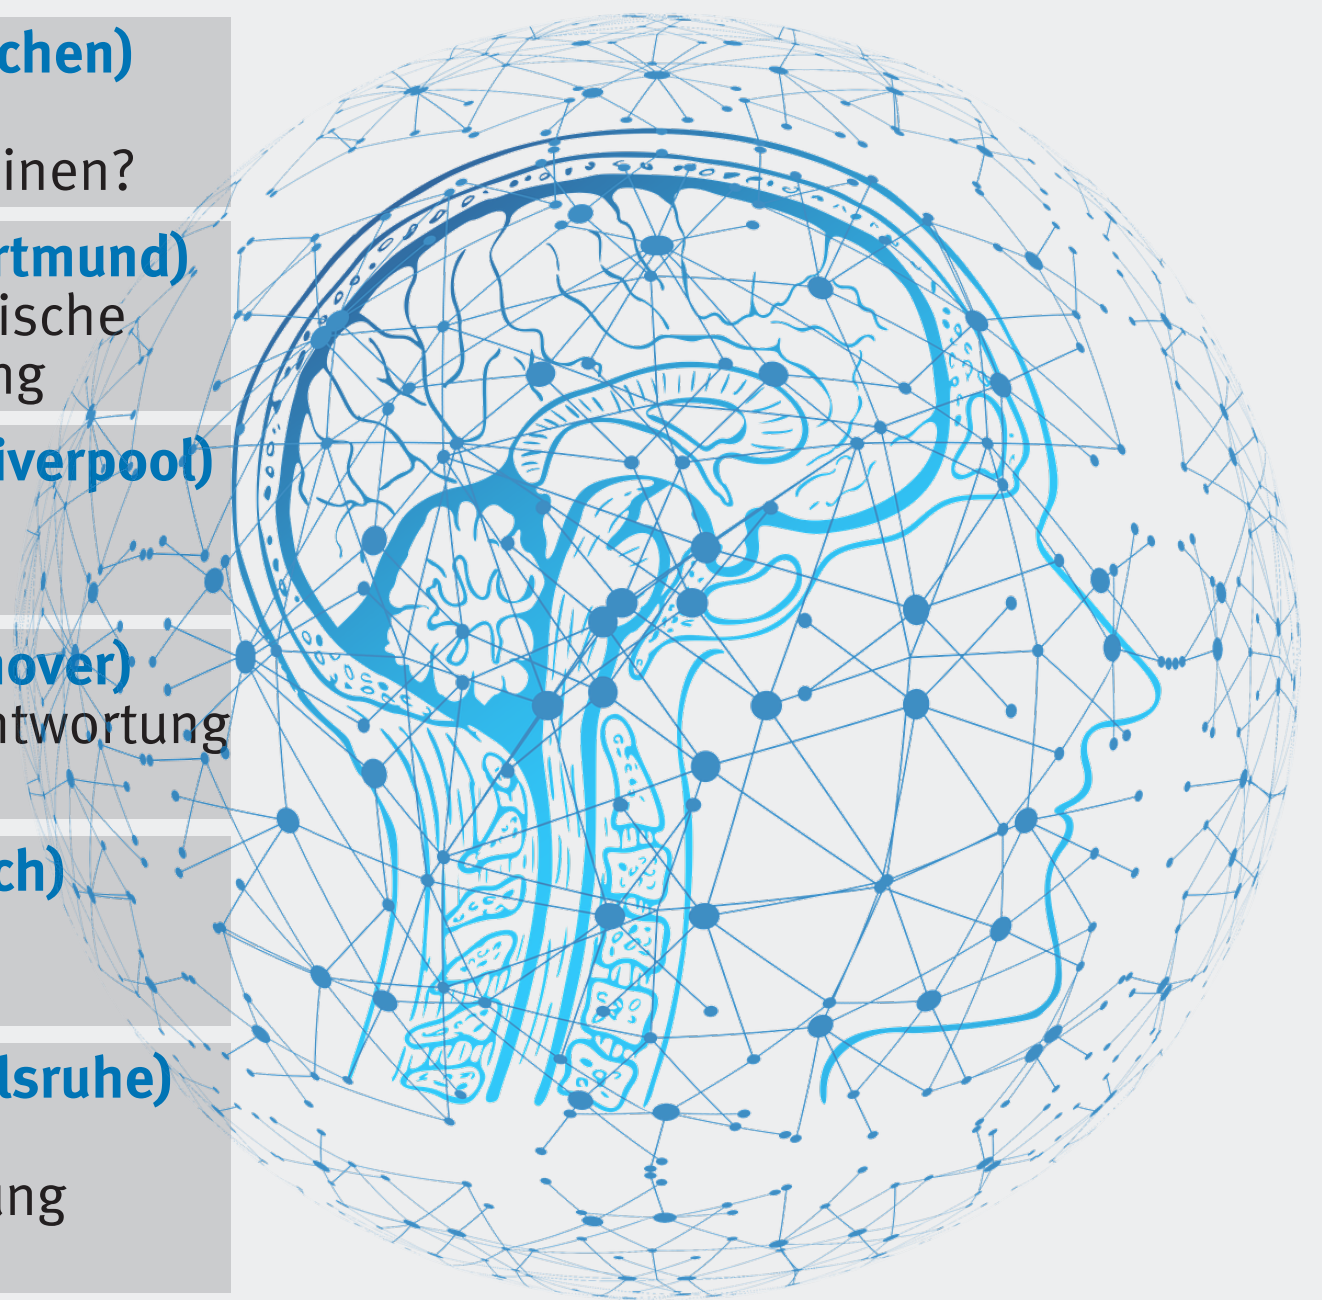 chen)
inen?
rtmund)
ische
ng
iverpool)
nover)
ntwortung
ch)
lsruhe)
ung